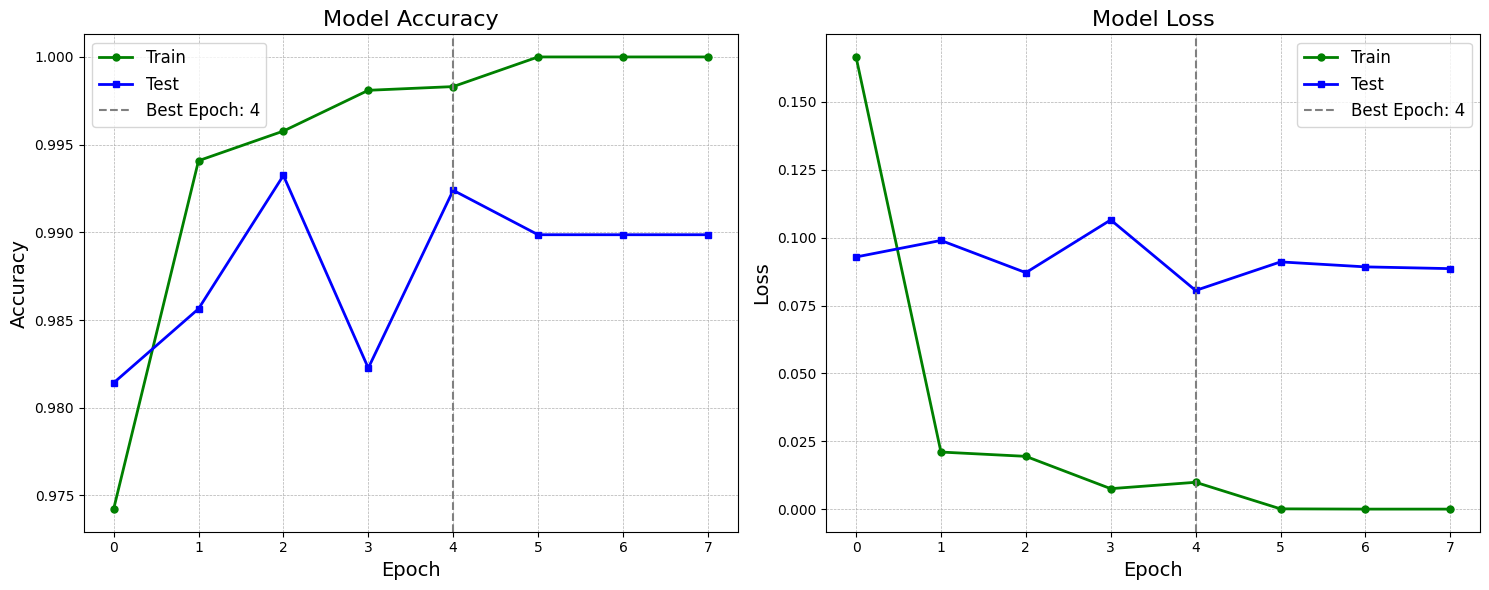 Model Accuracy
Train
Test
Best Epoch: 4
1.000
0.995
0.990
0.985
0.980
0.975
Accuracy
0 1 2 3 4 5 6 7
Epoch
Model Loss
Train
Test
Best Epoch: 4
0.150
0.125
0.100
0.075
0.050
0.025
0.000
Loss
0 1 2 3 4 5 6 7
Epoch